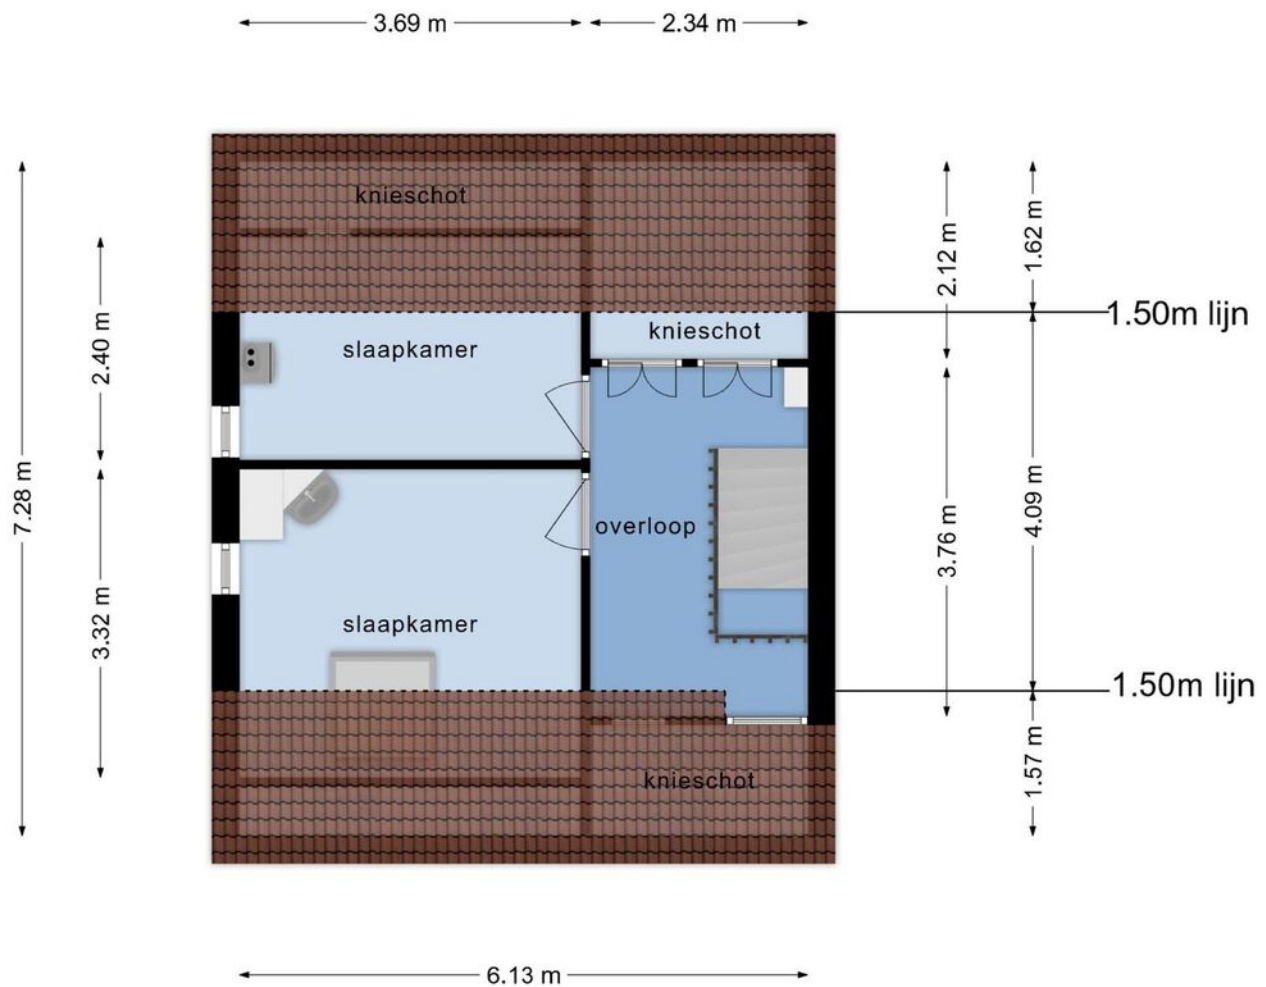 3.69 m
2.34 m
knieschot
1.62 m
2.12 m
1.50m lijn
knieschot
slaapkamer
2.40 m
7.28 m
overloop
4.09 m
3.76 m
3.32 m
slaapkamer
1.50m lijn
knieschot
1.57 m
6.13 m